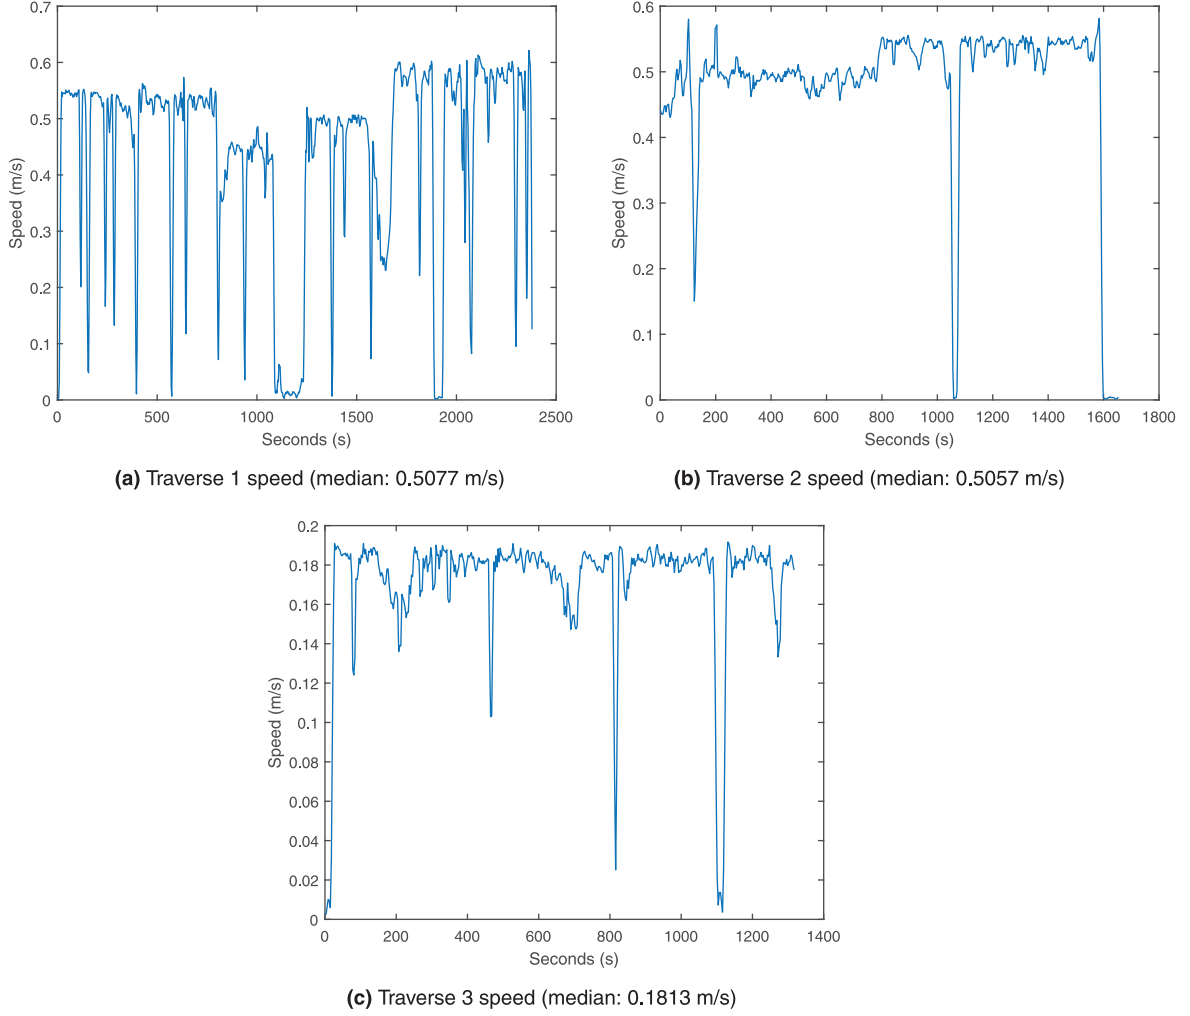 0.7
0.6
0.5
0.4
0.3
0.2
0.1
0
Speed (m/s)
0 500 1000 1500 2000 2500
Seconds (s)
(a) Traverse 1 speed (median: 0.5077 m/s)
0.6
0.5
0.4
0.3
0.2
0.1
0
Speed (m/s)
0 200 400 600 800 1000 1200 1400 1600 1800
Seconds (s)
(b) Traverse 2 speed (median: 0.5057 m/s)
0.2
0.18
0.16
0.14
0.12
0.1
0.08
0.06
0.04
0.02
0
Speed (m/s)
0 200 400 600 800 1000 1200 1400
Seconds (s)
(c) Traverse 3 speed (median: 0.1813 m/s)